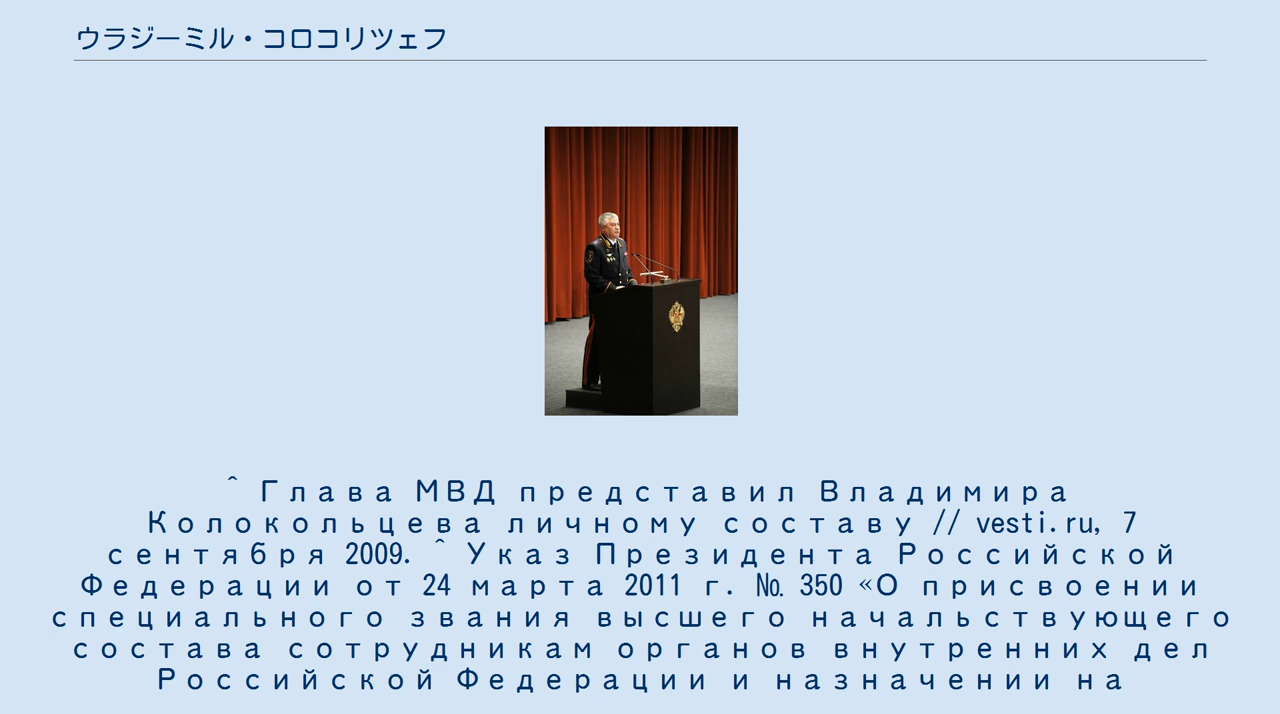 ウラジーミル・コロコリツェフ
^ Глава МВД представил Владимира
Колокольцева личному составу // vesti.ru, 7
сентября 2009. ^ Указ Президента Российской
Федерации от 24 марта 2011 г. № 350 «О присвоении
специального звания высшего начальствующего
состава сотрудникам органов внутренних дел
Российской Федерации и назначении на